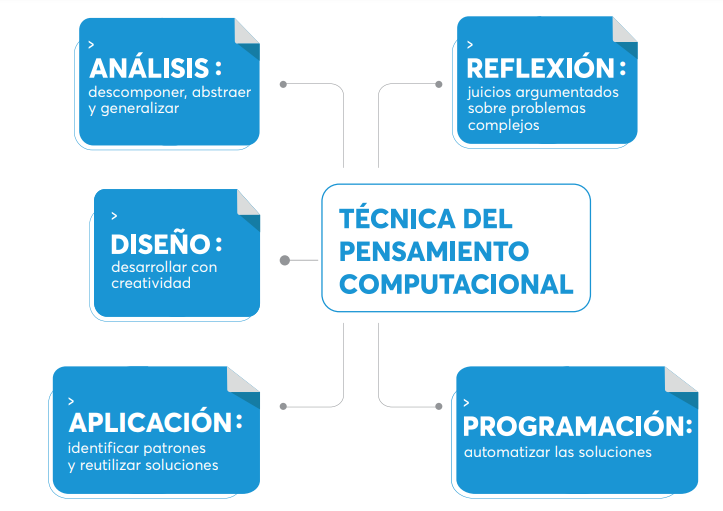 >
ANÁLISIS:
descomponer, abstraer
y generalizar
>
REFLEXIÓN:
juicios argumentados
sobre problemas
complejos
>
DISEÑO:
desarrollar con
creatividad
TÉCNICA DEL
PENSAMIENTO
COMPUTACIONAL
>
APLICACIÓN:
identificar patrones
y reutilizar soluciones
>
PROGRAMACIÓN:
automatizar las soluciones